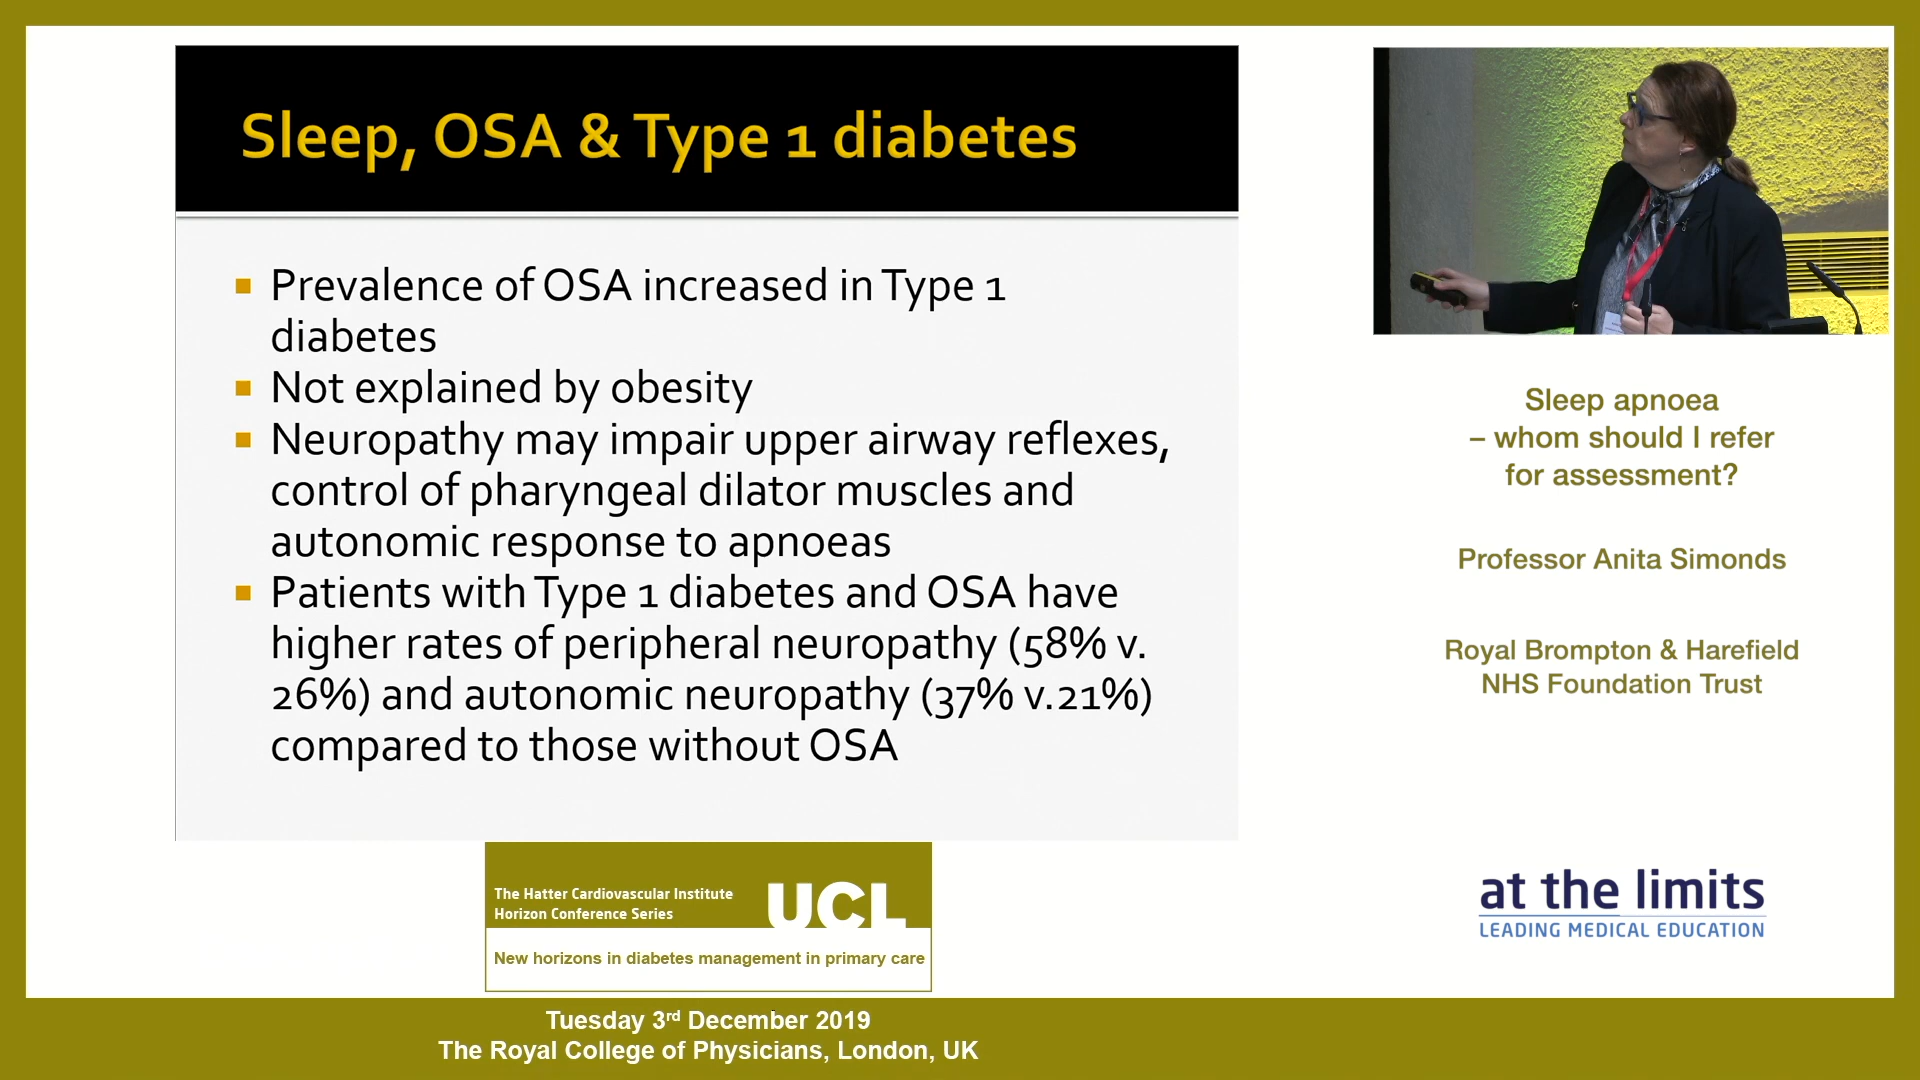 Sleep, OSA & Type 1 diabetes
▪ Prevalence of OSA increased in Type 1
diabetes
▪ Not explained by obesity
▪ Neuropathy may impair upper airway reflexes,
control of pharyngeal dilator muscles and
autonomic response to apnoeas
▪ Patients with Type 1 diabetes and OSA have
higher rates of peripheral neuropathy (58% v.
26%) and autonomic neuropathy (37% v.21%)
compared to those without OSA
Sleep apnoea
– whom should I refer
for assessment?
Professor Anita Simonds
Royal Brompton & Harefield
NHS Foundation Trust
The Hatter Cardiovascular Institute
Horizon Conference Series
UCL
New horizons in diabetes management in primary care
at the limits
LEADING MEDICAL EDUCATION
Tuesday 3rd December 2019
The Royal College of Physicians, London, UK